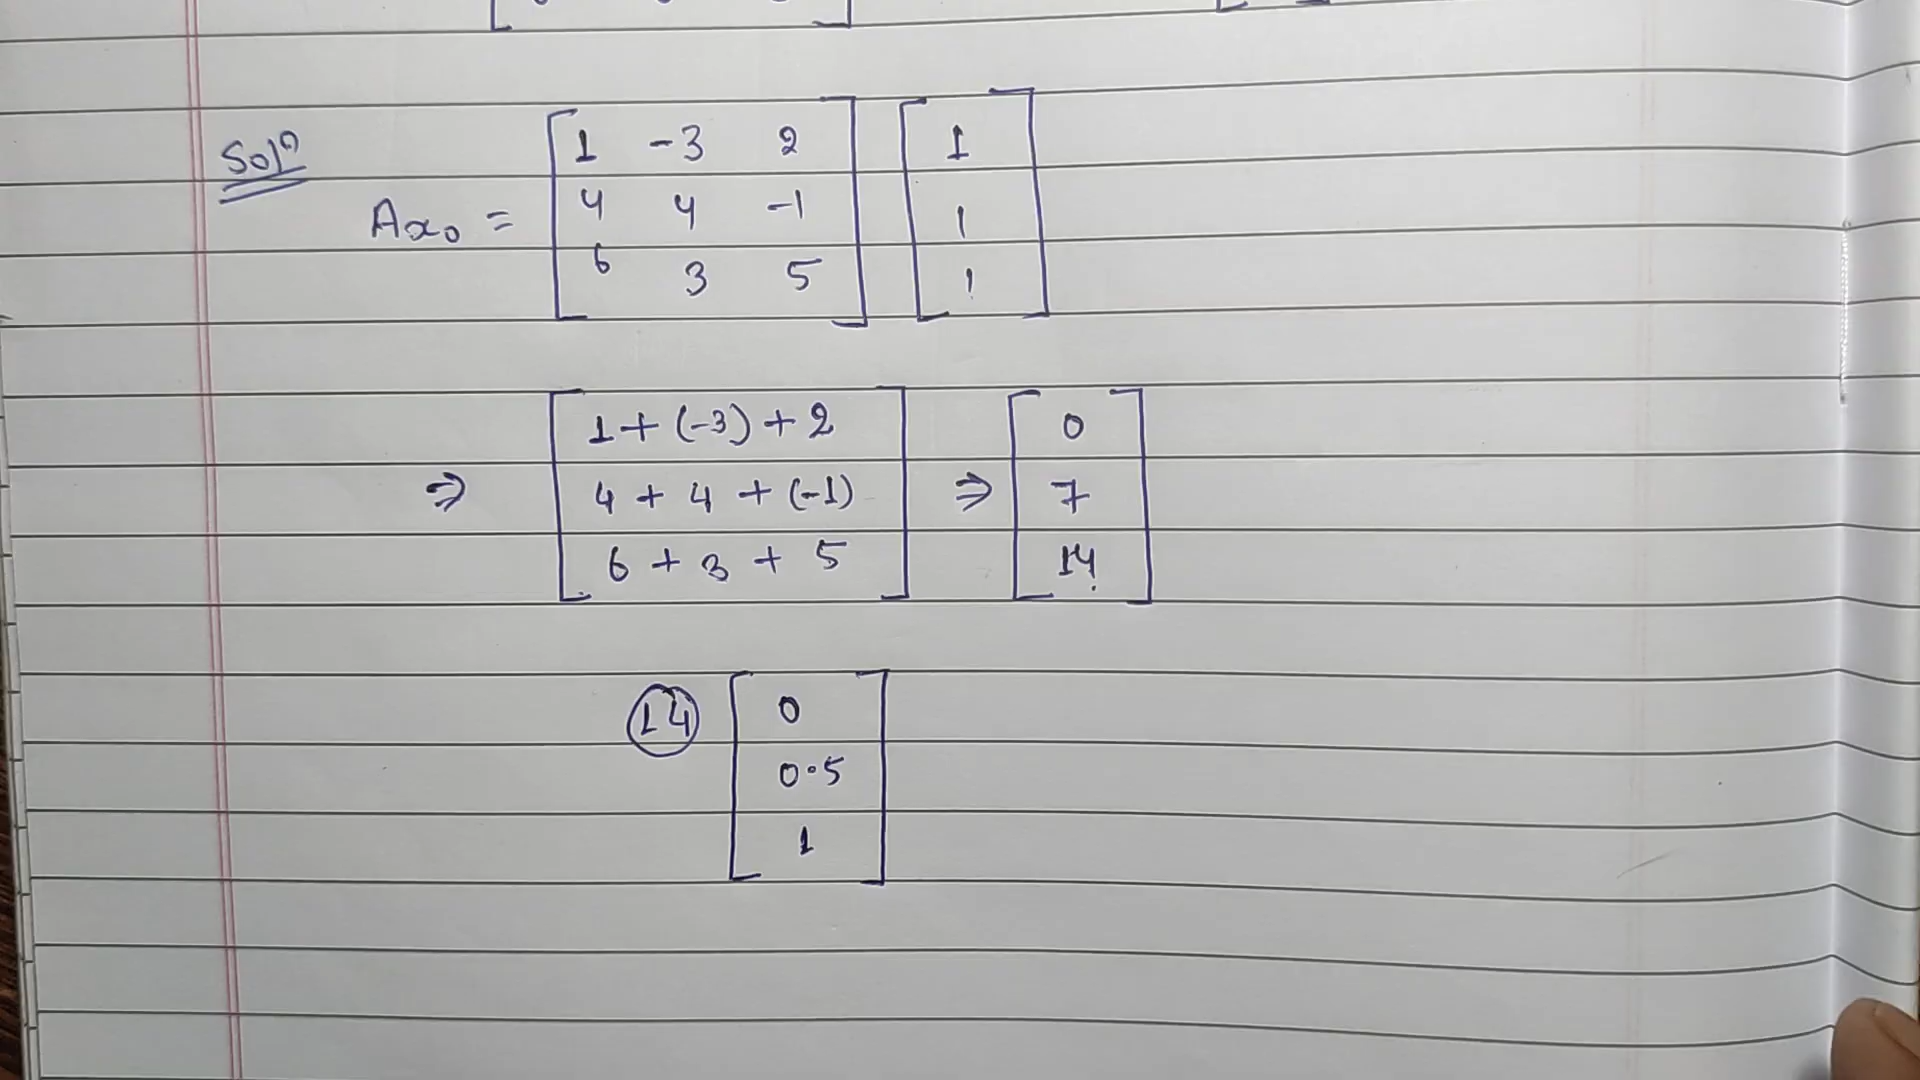 Solⁿ
1 -3 2 1
Ax₀ = 4 4 -1 1
6 3 5 1
1 + (-3) + 2 0
⇒ 4 + 4 + (-1) ⇒ 7
6 + 3 + 5 14
14 0
0.5
1